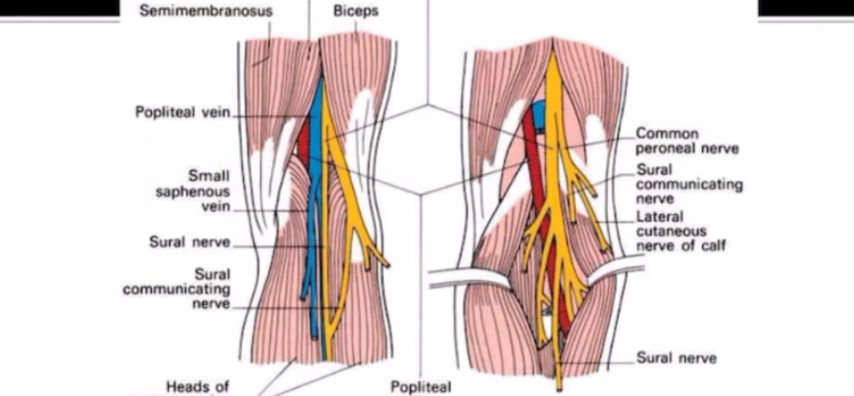 Semimembranosus
Biceps
Popliteal vein
Small
saphenous
vein
Sural nerve
Sural
communicating
nerve
Heads of
Popliteal
Common
peroneal nerve
Sural
communicating
nerve
Lateral
cutaneous
nerve of calf
Sural nerve